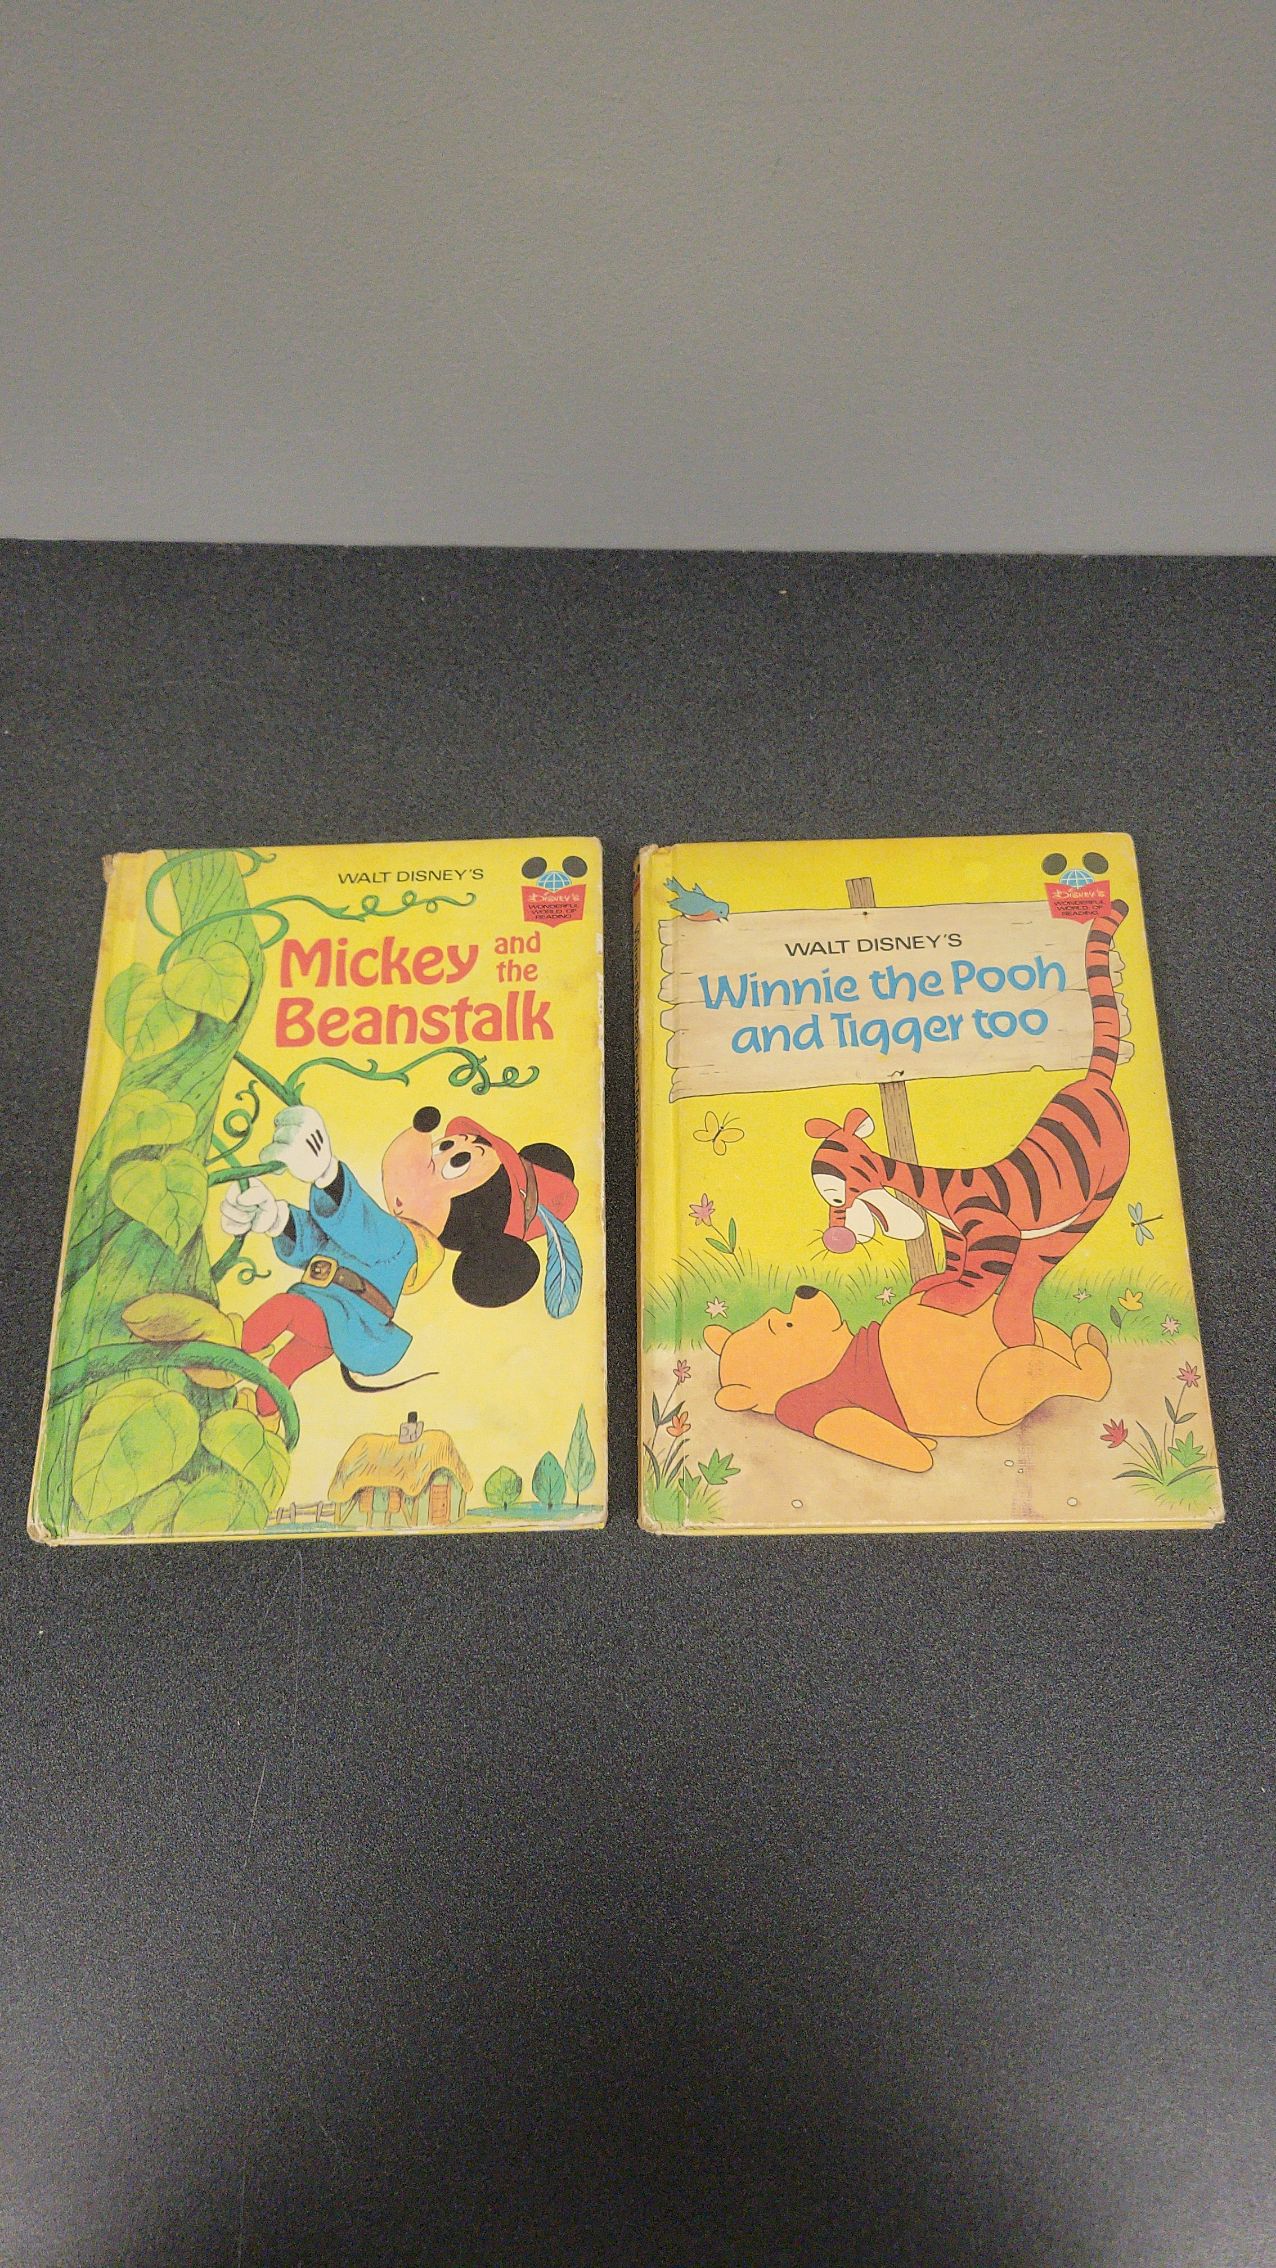 WALT DISNEY'S
Disney's
WONDERFUL
WORLD OF
READING
Mickey and
the
Beanstalk
WALT DISNEY'S
Disney's
WONDERFUL
WORLD OF
READING
Winnie the Pooh
and Tigger too